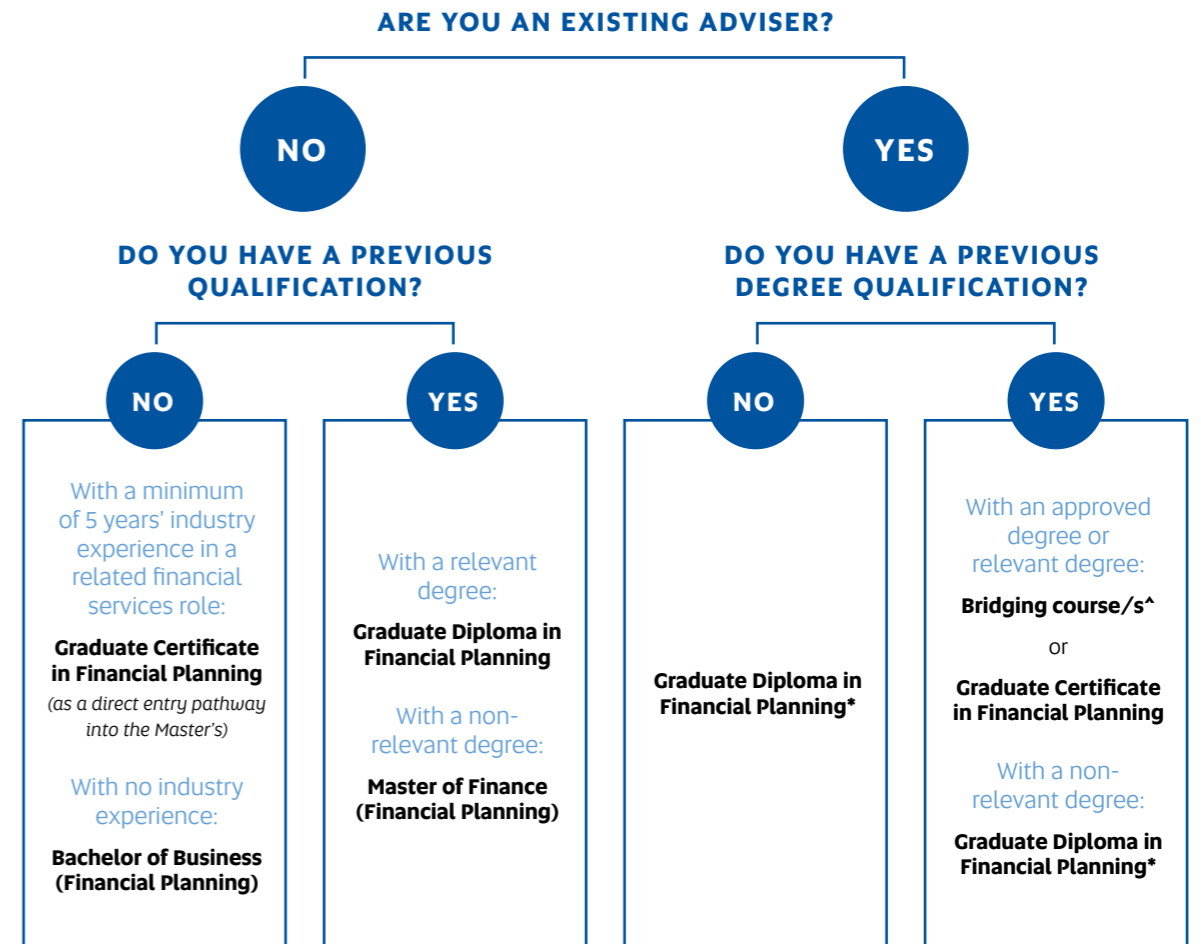 ARE YOU AN EXISTING ADVISER?
NO
YES
DO YOU HAVE A PREVIOUS
QUALIFICATION?
DO YOU HAVE A PREVIOUS
DEGREE QUALIFICATION?
NO
With a minimum
of 5 years’ industry
experience in a
related financial
services role:
Graduate Certificate
in Financial Planning
(as a direct entry pathway
into the Master’s)
With no industry
experience:
Bachelor of Business
(Financial Planning)
YES
With a relevant
degree:
Graduate Diploma in
Financial Planning
With a non-
relevant degree:
Master of Finance
(Financial Planning)
NO
Graduate Diploma in
Financial Planning*
YES
With an approved
degree or
relevant degree:
Bridging course/s^
or
Graduate Certificate
in Financial Planning
With a non-
relevant degree:
Graduate Diploma in
Financial Planning*